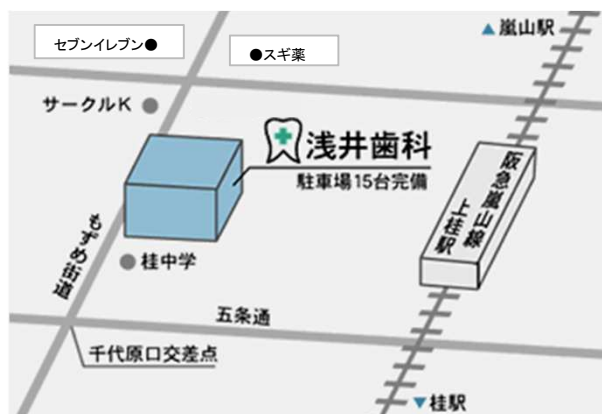 セブンイレブン●
●スギ薬
▲嵐山駅
サークルK
浅井歯科
駐車場15台完備
阪急嵐山線
上桂駅
もずめ街道
桂中学
五条通
千代原口交差点
▼桂駅